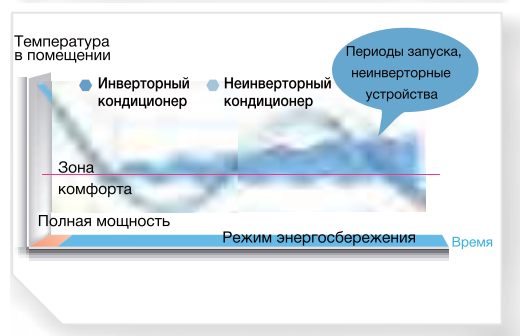 Температура
в помещении
Инверторный
кондиционер
Неинверторный
кондиционер
Периоды запуска,
неинверторные
устройства
Зона
комфорта
Полная мощность
Режим энергосбережения
Время